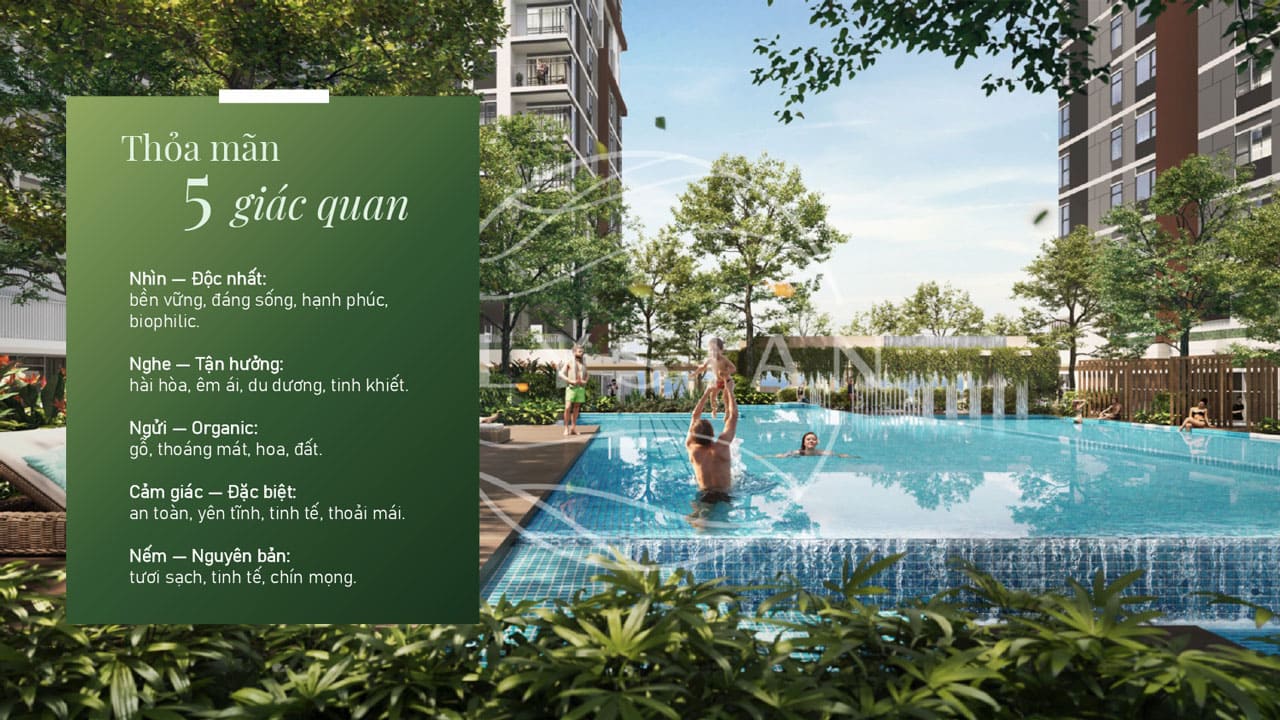 Thỏa mãn
5 giác quan
Nhìn — Độc nhất:
bền vững, đáng sống, hạnh phúc,
biophilic.
Nghe — Tận hưởng:
hài hòa, êm ái, du dương, tinh khiết.
Ngửi — Organic:
gỗ, thoáng mát, hoa, đất.
Cảm giác — Đặc biệt:
an toàn, yên tĩnh, tinh tế, thoải mái.
Nếm — Nguyên bản:
tươi sạch, tinh tế, chín mọng.